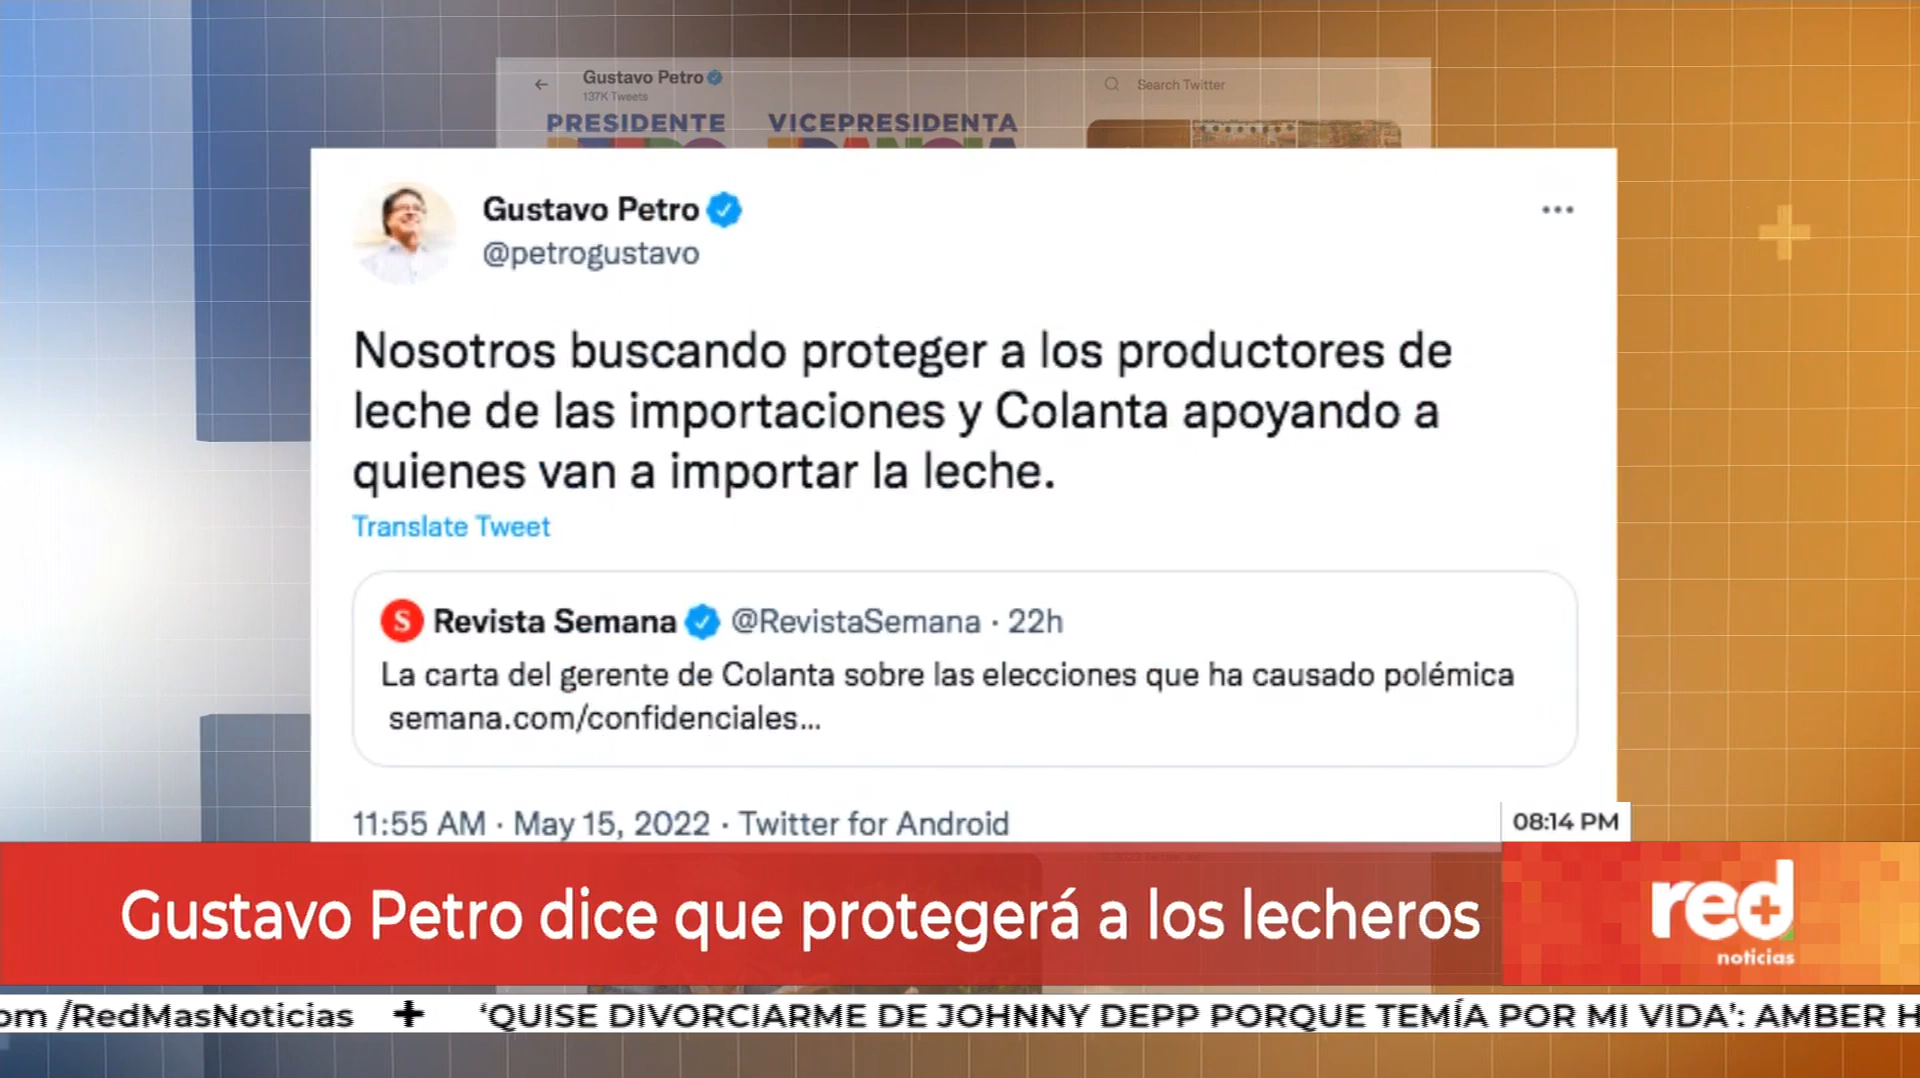 Gustavo Petro
137K Tweets
Search Twitter
PRESIDENTE VICEPRESIDENTA
Gustavo Petro
@petrogustavo
Nosotros buscando proteger a los productores de
leche de las importaciones y Colanta apoyando a
quienes van a importar la leche.
Translate Tweet
S Revista Semana @RevistaSemana · 22h
La carta del gerente de Colanta sobre las elecciones que ha causado polémica
semana.com/confidenciales...
11:55 AM · May 15, 2022 · Twitter for Android
08:14 PM
Gustavo Petro dice que protegerá a los lecheros
red+
noticias
om /RedMasNoticias + ‘QUISE DIVORCIARME DE JOHNNY DEPP PORQUE TEMÍA POR MI VIDA’: AMBER H